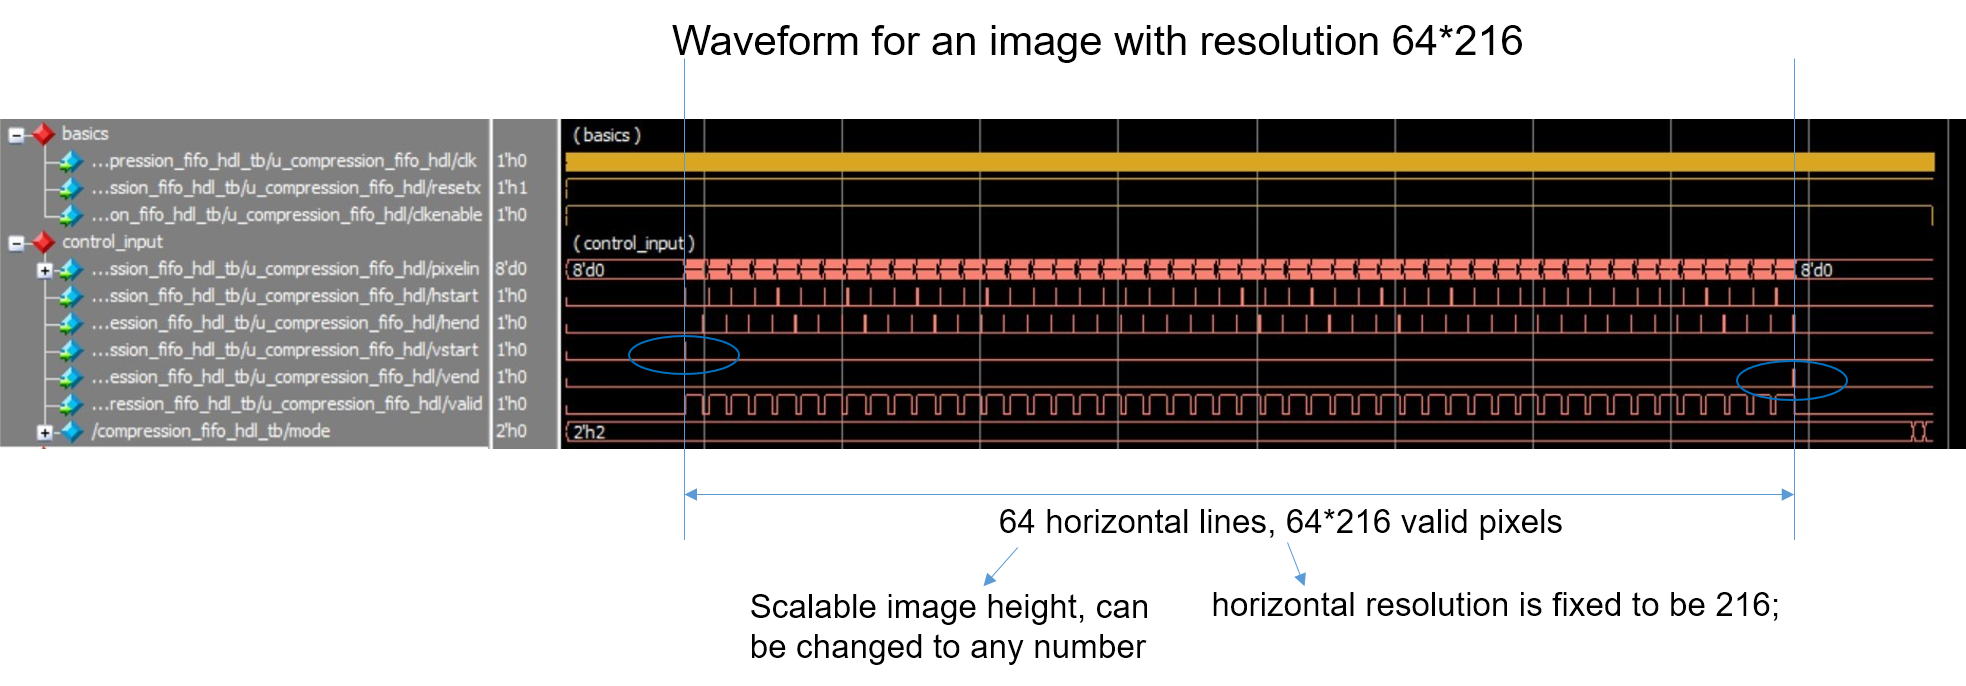 Waveform for an image with resolution 64*216
basics
(basics)
...pression_fifo_hdl_tb/u_compression_fifo_hdl/clk 1'h0
...ssion_fifo_hdl_tb/u_compression_fifo_hdl/resetx 1'h1
...on_fifo_hdl_tb/u_compression_fifo_hdl/clkenable 1'h0
control_input
(control_input)
...ssion_fifo_hdl_tb/u_compression_fifo_hdl/pixelin 8'd0 8'd0 8'd0
...ssion_fifo_hdl_tb/u_compression_fifo_hdl/hstart 1'h0
...ession_fifo_hdl_tb/u_compression_fifo_hdl/hend 1'h0
...ssion_fifo_hdl_tb/u_compression_fifo_hdl/vstart 1'h0
...ession_fifo_hdl_tb/u_compression_fifo_hdl/vend 1'h0
...ression_fifo_hdl_tb/u_compression_fifo_hdl/valid 1'h0
/compression_fifo_hdl_tb/mode 2'h0 2'h2
64 horizontal lines, 64*216 valid pixels
Scalable image height, can
be changed to any number
horizontal resolution is fixed to be 216;